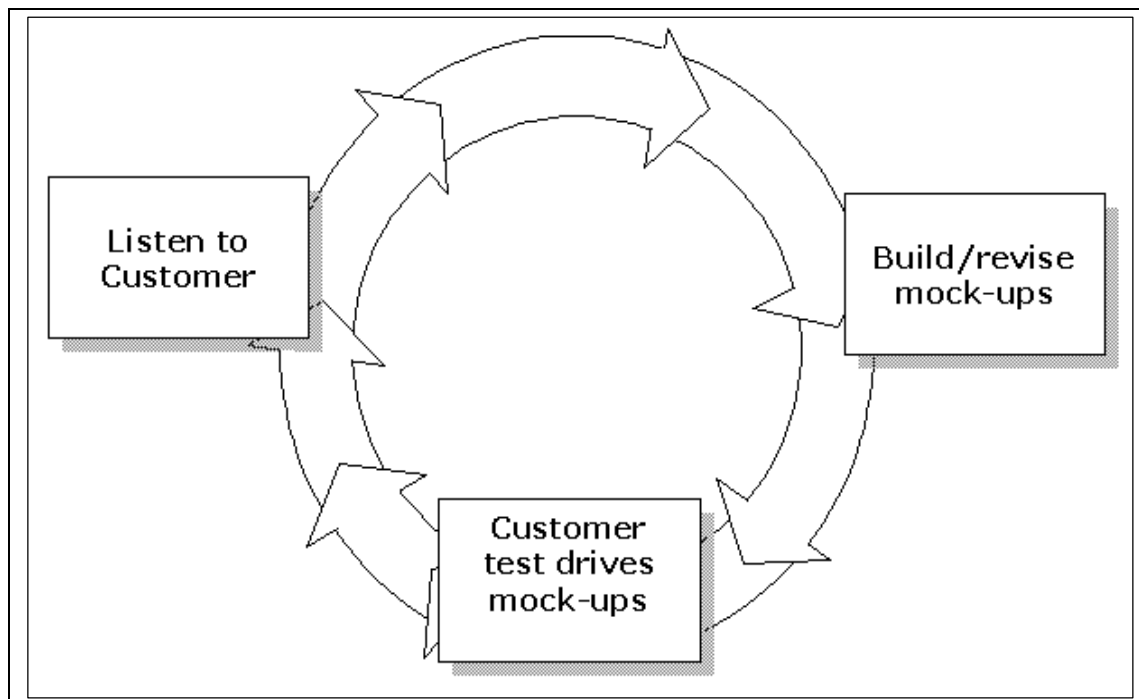 Listen to
Customer
Build/revise
mock-ups
Customer
test drives
mock-ups